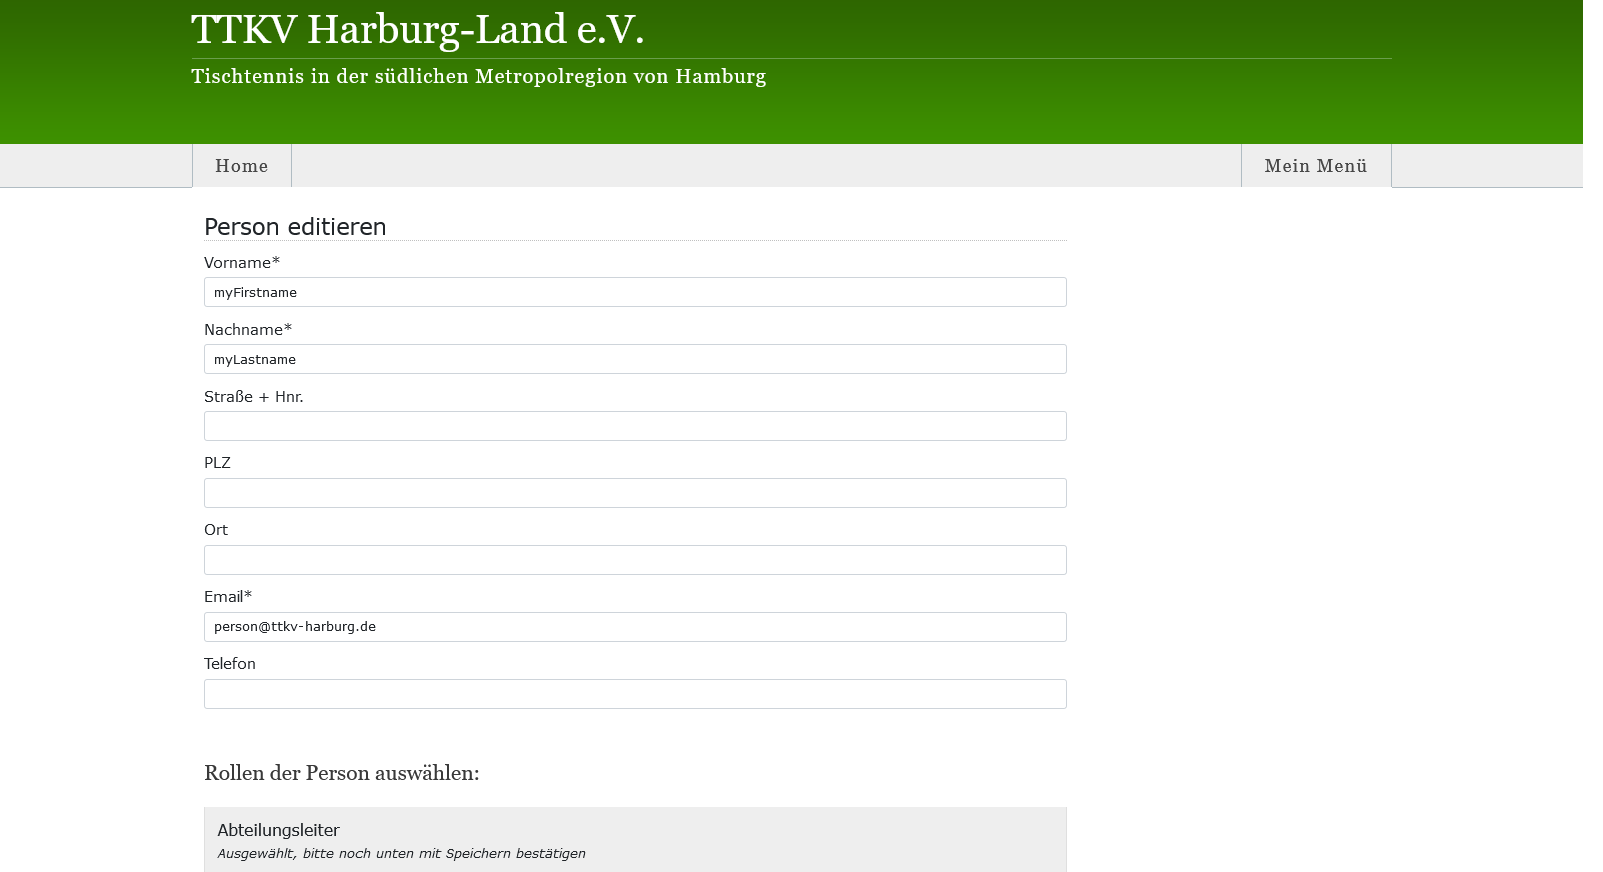 TTKV Harburg-Land e.V.
Tischtennis in der südlichen Metropolregion von Hamburg
Home
Mein Menü
Person editieren
Vorname*
myFirstname
Nachname*
myLastname
Straße + Hnr.
PLZ
Ort
Email*
person@ttkv-harburg.de
Telefon
Rollen der Person auswählen:
Abteilungsleiter
Ausgewählt, bitte noch unten mit Speichern bestätigen